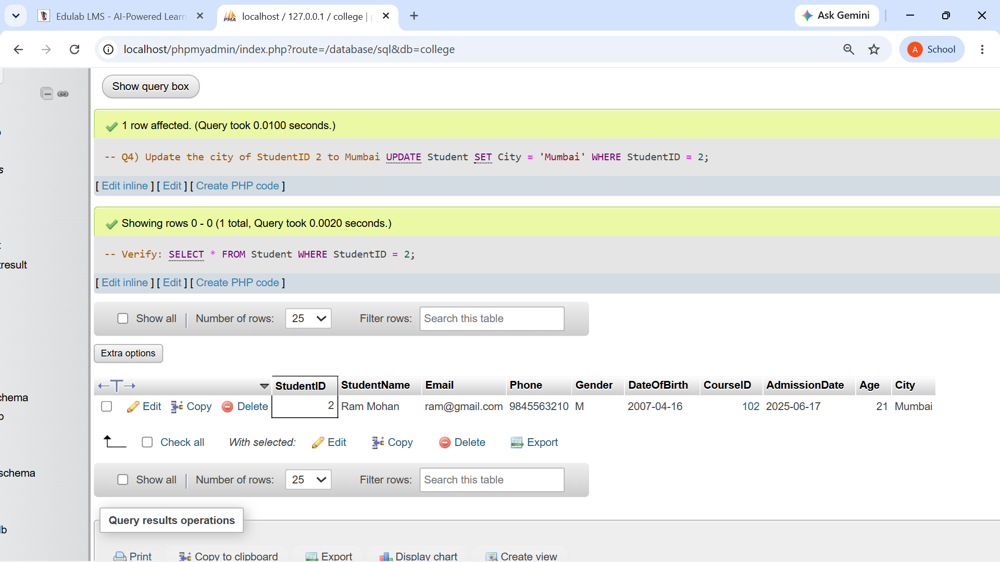 Edulab LMS - AI-Powered Learn
localhost / 127.0.0.1 / college |
Ask Gemini
localhost/phpmyadmin/index.php?route=/database/sql&db=college
A School
Show query box
1 row affected. (Query took 0.0100 seconds.)
-- Q4) Update the city of StudentID 2 to Mumbai UPDATE Student SET City = 'Mumbai' WHERE StudentID = 2;
s
[ Edit inline ] [ Edit ] [ Create PHP code ]
Showing rows 0 - 0 (1 total, Query took 0.0020 seconds.)
-- Verify: SELECT * FROM Student WHERE StudentID = 2;
result
[ Edit inline ] [ Edit ] [ Create PHP code ]
Show all | Number of rows: 25 Filter rows: Search this table
Extra options
StudentID StudentName Email Phone Gender DateOfBirth CourseID AdmissionDate Age City
chema
Edit Copy Delete 2 Ram Mohan ram@gmail.com 9845563210 M 2007-04-16 102 2025-06-17 21 Mumbai
Check all With selected: Edit Copy Delete Export
schema
Show all | Number of rows: 25 Filter rows: Search this table
Query results operations
lb
Print Copy to clipboard Export Display chart Create view
PMA